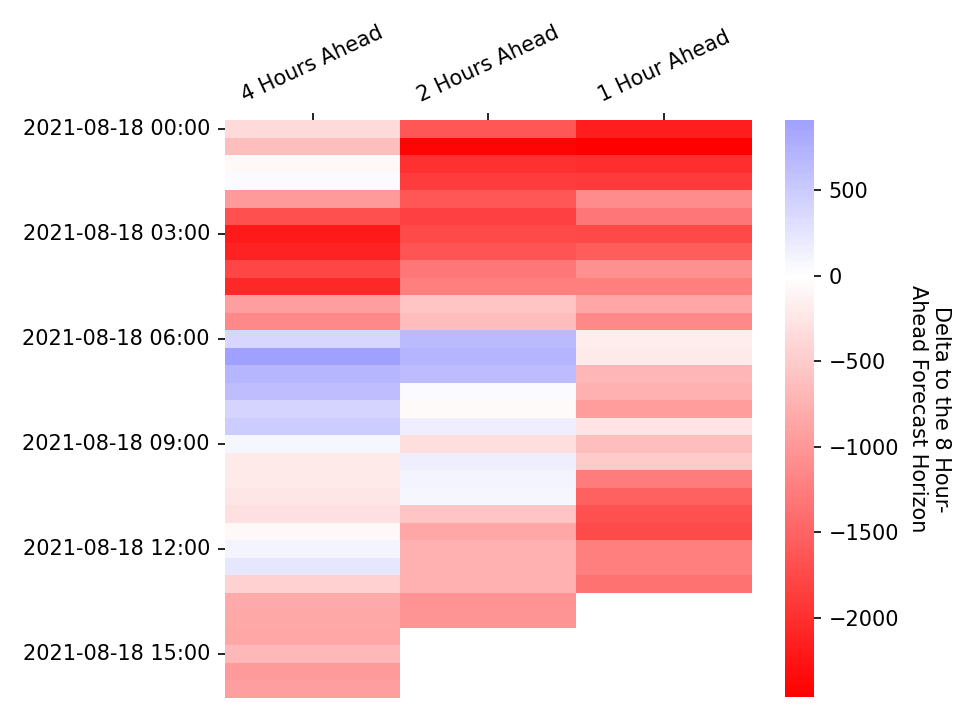 4 Hours Ahead
2 Hours Ahead
1 Hour Ahead
2021-08-18 00:00
2021-08-18 03:00
2021-08-18 06:00
2021-08-18 09:00
2021-08-18 12:00
2021-08-18 15:00
500
0
−500
−1000
−1500
−2000
Delta to the 8 Hour-
Ahead Forecast Horizon